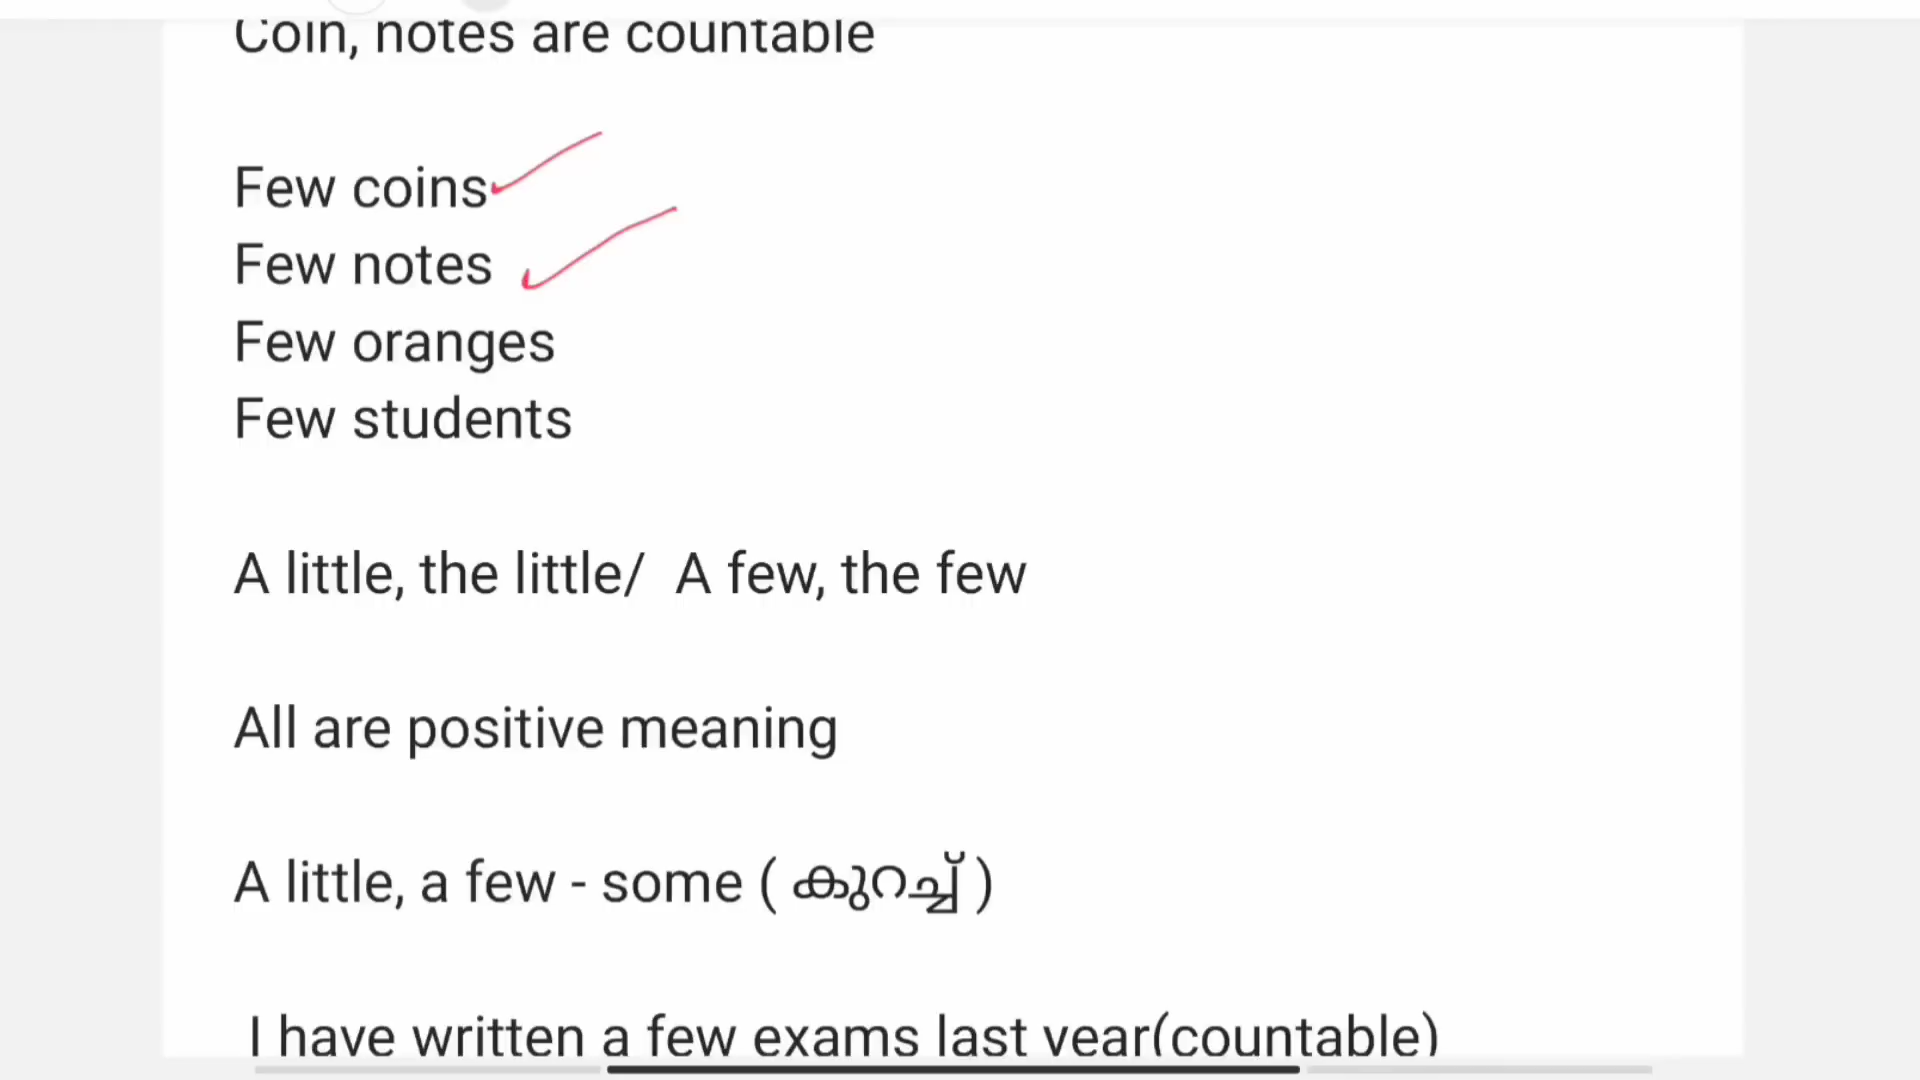 Coin, notes are countable
Few coins
Few notes
Few oranges
Few students
A little, the little/ A few, the few
All are positive meaning
A little, a few - some ( കുറച്ച് )
I have written a few exams last year(countable)